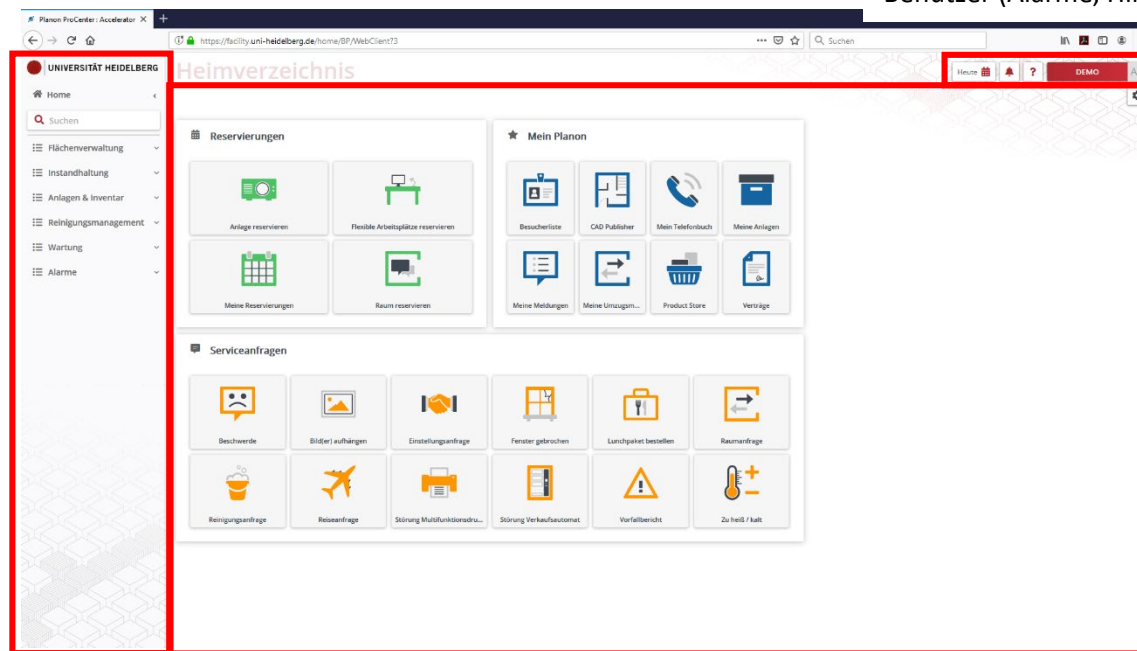 Benutzer (Alarme, Hil
Planon ProCenter : Accelerator
https://facility.uni-heidelberg.de/home/BP/WebClient?3
Suchen
UNIVERSITÄT HEIDELBERG
Heimverzeichnis
Heute
?
DEMO
Home
Suchen
Flächenverwaltung
Instandhaltung
Anlagen & Inventar
Reinigungsmanagement
Wartung
Alarme
Reservierungen
Anlage reservieren
Flexible Arbeitsplätze reservieren
Meine Reservierungen
Raum reservieren
Mein Planon
Besucherliste
CAD Publisher
Mein Telefonbuch
Meine Anlagen
Meine Meldungen
Meine Umzugsm...
Product Store
Verträge
Serviceanfragen
Beschwerde
Bild(er) aufhängen
Einstellungsanfrage
Fenster gebrochen
Lunchpaket bestellen
Raumanfrage
Reinigungsanfrage
Reiseanfrage
Störung Multifunktionsdru...
Störung Verkaufsautomat
Vorfallbericht
Zu heiß / kalt